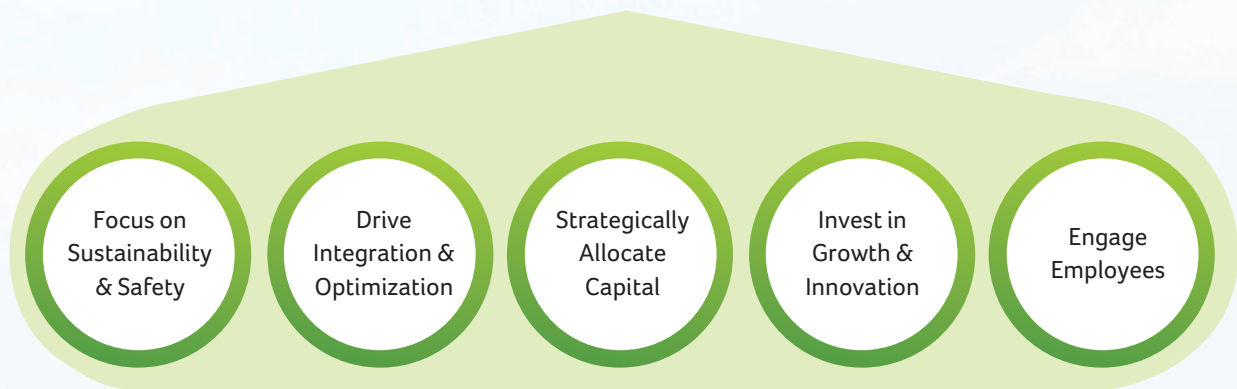 Focus on
Sustainability
& Safety
Drive
Integration &
Optimization
Strategically
Allocate
Capital
Invest in
Growth &
Innovation
Engage
Employees